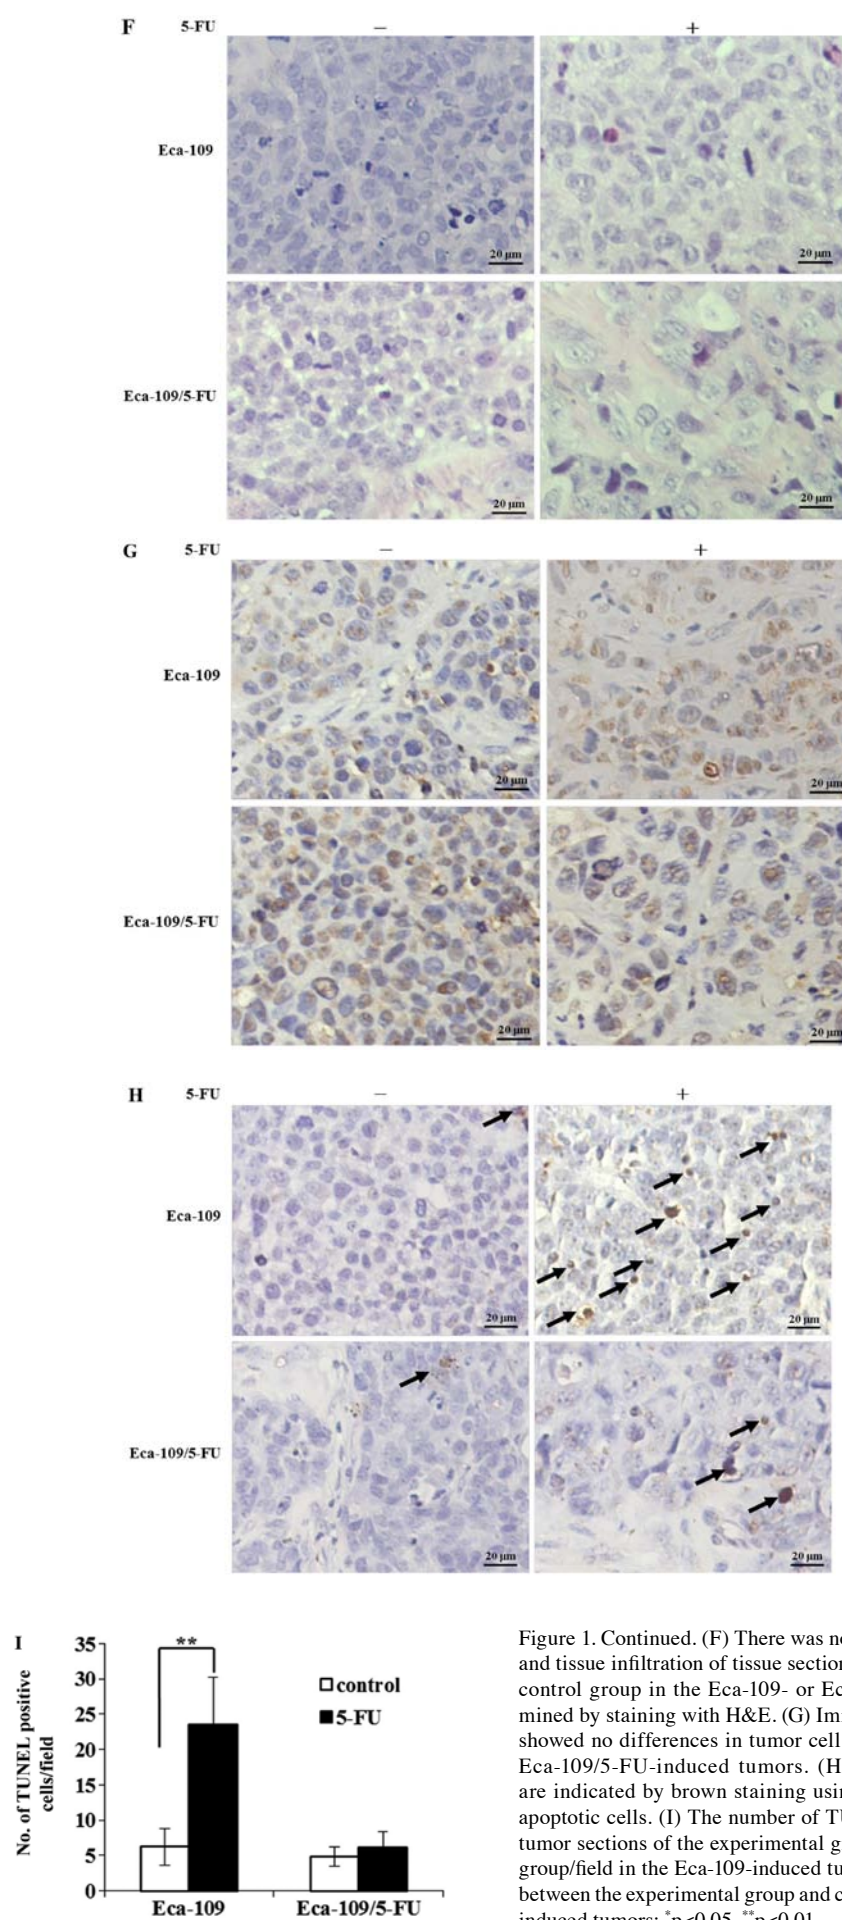 F 5-FU − +
Eca-109
20 µm 20 µm
Eca-109/5-FU
20 µm 20 µm
G 5-FU − +
Eca-109
20 µm 20 µm
Eca-109/5-FU
20 µm 20 µm
H 5-FU − +
Eca-109
20 µm 20 µm
Eca-109/5-FU
20 µm 20 µm
I
No. of TUNEL positive
cells/field
35
30
25
20
15
10
5
0
**
control
5-FU
Eca-109 Eca-109/5-FU
Figure 1. Continued. (F) There was
and tissue infiltration of tissue
control group in the Eca-109- or
mined by staining with H&E. (G)
showed no differences in tumor cell
Eca-109/5-FU-induced tumors.
are indicated by brown staining
apoptotic cells. (I) The number of
tumor sections of the experimental
group/field in the Eca-109-induced
between the experimental group and
induced tumors; *p<0.05, **p<0.01